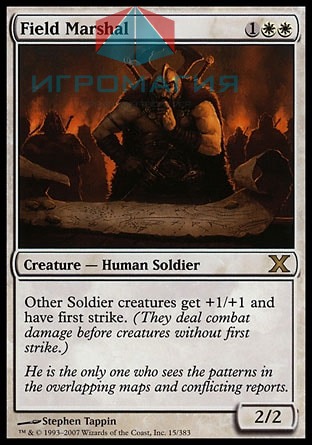 Field Marshal 1
ИГРОМАГИЯ
Creature — Human Soldier X
Other Soldier creatures get +1/+1 and
have first strike. (They deal combat
damage before creatures without first
strike.)
He is the only one who sees the patterns in
the overlapping maps and conflicting reports.
Stephen Tappin
™ & © 1993–2007 Wizards of the Coast, Inc. 15/383
2/2